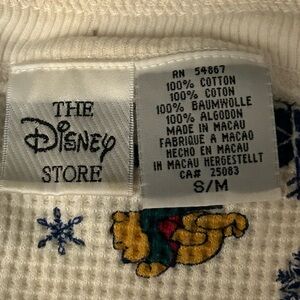 THE
Disney
STORE
RN 54867
100% COTTON
100% COTON
100% BAUMWOLLE
100% ALGODON
MADE IN MACAU
FABRIQUE A MACAO
HECHO EN MACAU
IN MACAU HERGESTELLT
CA# 25083
S/M